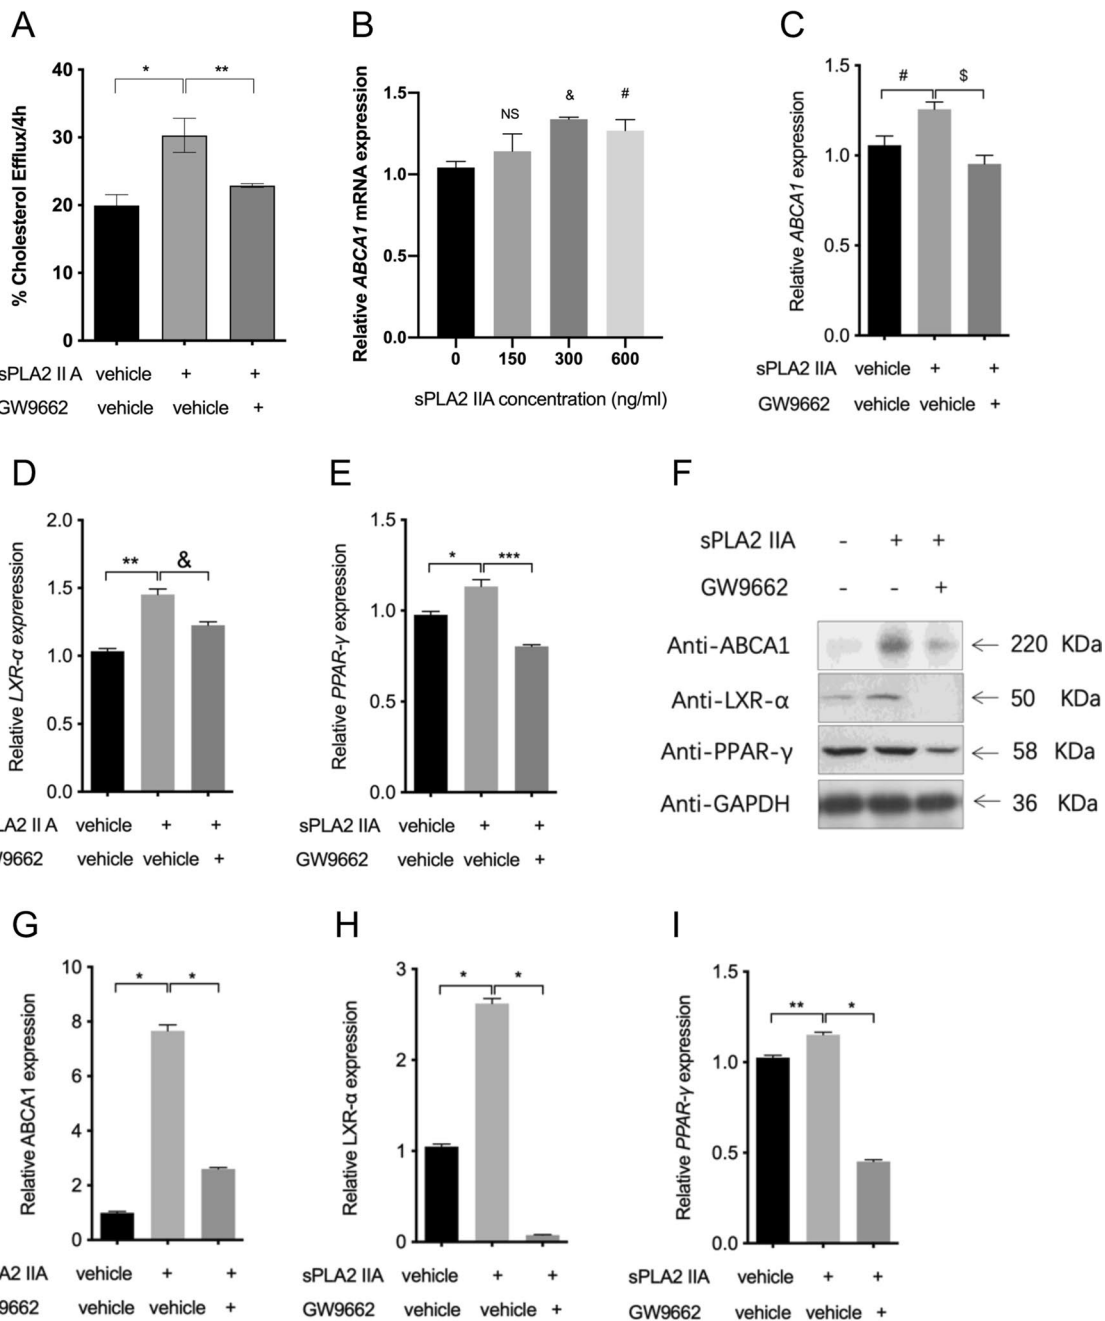 A
B
C
% Cholesterol Efflux/4h
40
30
20
10
0
*
**
sPLA2 II A vehicle + +
GW9662 vehicle vehicle +
Relative ABCA1 mRNA expression
1.5
1.0
0.5
0.0
NS
&
#
0 150 300 600
sPLA2 IIA concentration (ng/ml)
Relative ABCA1 expression
1.5
1.0
0.5
0.0
#
$
sPLA2 IIA vehicle + +
GW9662 vehicle vehicle +
D
E
F
Relative LXR-α experession
2.0
1.5
1.0
0.5
0.0
**
&
LA2 II A vehicle + +
9662 vehicle vehicle +
Relative PPAR-γ expression
1.5
1.0
0.5
0.0
*
***
sPLA2 IIA vehicle + +
GW9662 vehicle vehicle +
sPLA2 IIA - + +
GW9662 - - +
Anti-ABCA1 ← 220 KDa
Anti-LXR-α ← 50 KDa
Anti-PPAR-γ ← 58 KDa
Anti-GAPDH ← 36 KDa
G
H
I
Relative ABCA1 expression
10
8
6
4
2
0
*
*
A2 IIA vehicle + +
9662 vehicle vehicle +
Relative LXR-α expression
3
2
1
0
*
*
sPLA2 IIA vehicle + +
GW9662 vehicle vehicle +
Relative PPAR-γ expression
1.5
1.0
0.5
0.0
**
*
sPLA2 IIA vehicle + +
GW9662 vehicle vehicle +